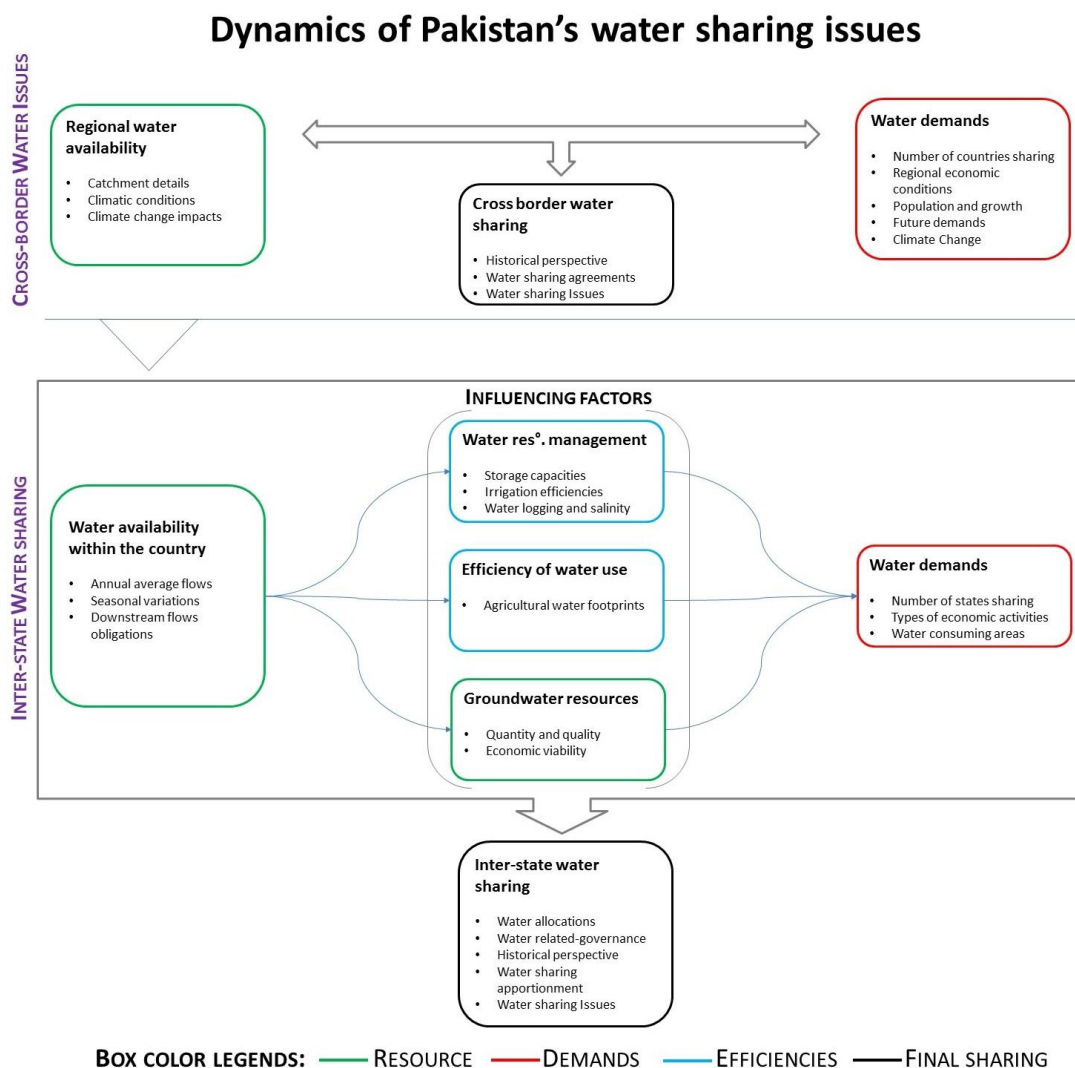 Dynamics of Pakistan's water sharing issues
CROSS-BORDER WATER ISSUES
Regional water
availability
• Catchment details
• Climatic conditions
• Climatic change impacts
Cross border water
sharing
• Historical perspective
• Water sharing agreements
• Water sharing Issues
Water demands
• Number of countries sharing
• Regional economic
conditions
• Population and growth
• Future demands
• Climate Change
INTER-STATE WATER SHARING
Water availability
within the country
• Annual average flows
• Seasonal variations
• Downstream flows
obligations
INFLUENCING FACTORS
Water res°. management
• Storage capacities
• Irrigation efficiencies
• Water logging and salinity
Efficiency of water use
• Agricultural water footprints
Groundwater resources
• Quantity and quality
• Economic viability
Water demands
• Number of states sharing
• Types of economic activities
• Water consuming areas
Inter-state water
sharing
• Water allocations
• Water related-governance
• Historical perspective
• Water sharing
apportionment
• Water sharing Issues
BOX COLOR LEGENDS: RESOURCE DEMANDS EFFICIENCIES FINAL SHARING